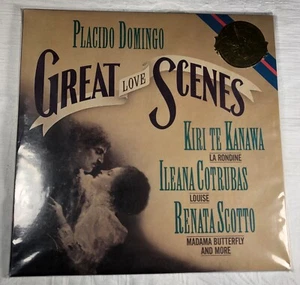 PLACIDO DOMINGO
GREAT LOVE SCENES
KIRI TE KANAWA
LA RONDINE
ILEANA COTRUBAS
LOUISE
RENATA SCOTTO
MADAMA BUTTERFLY
AND MORE